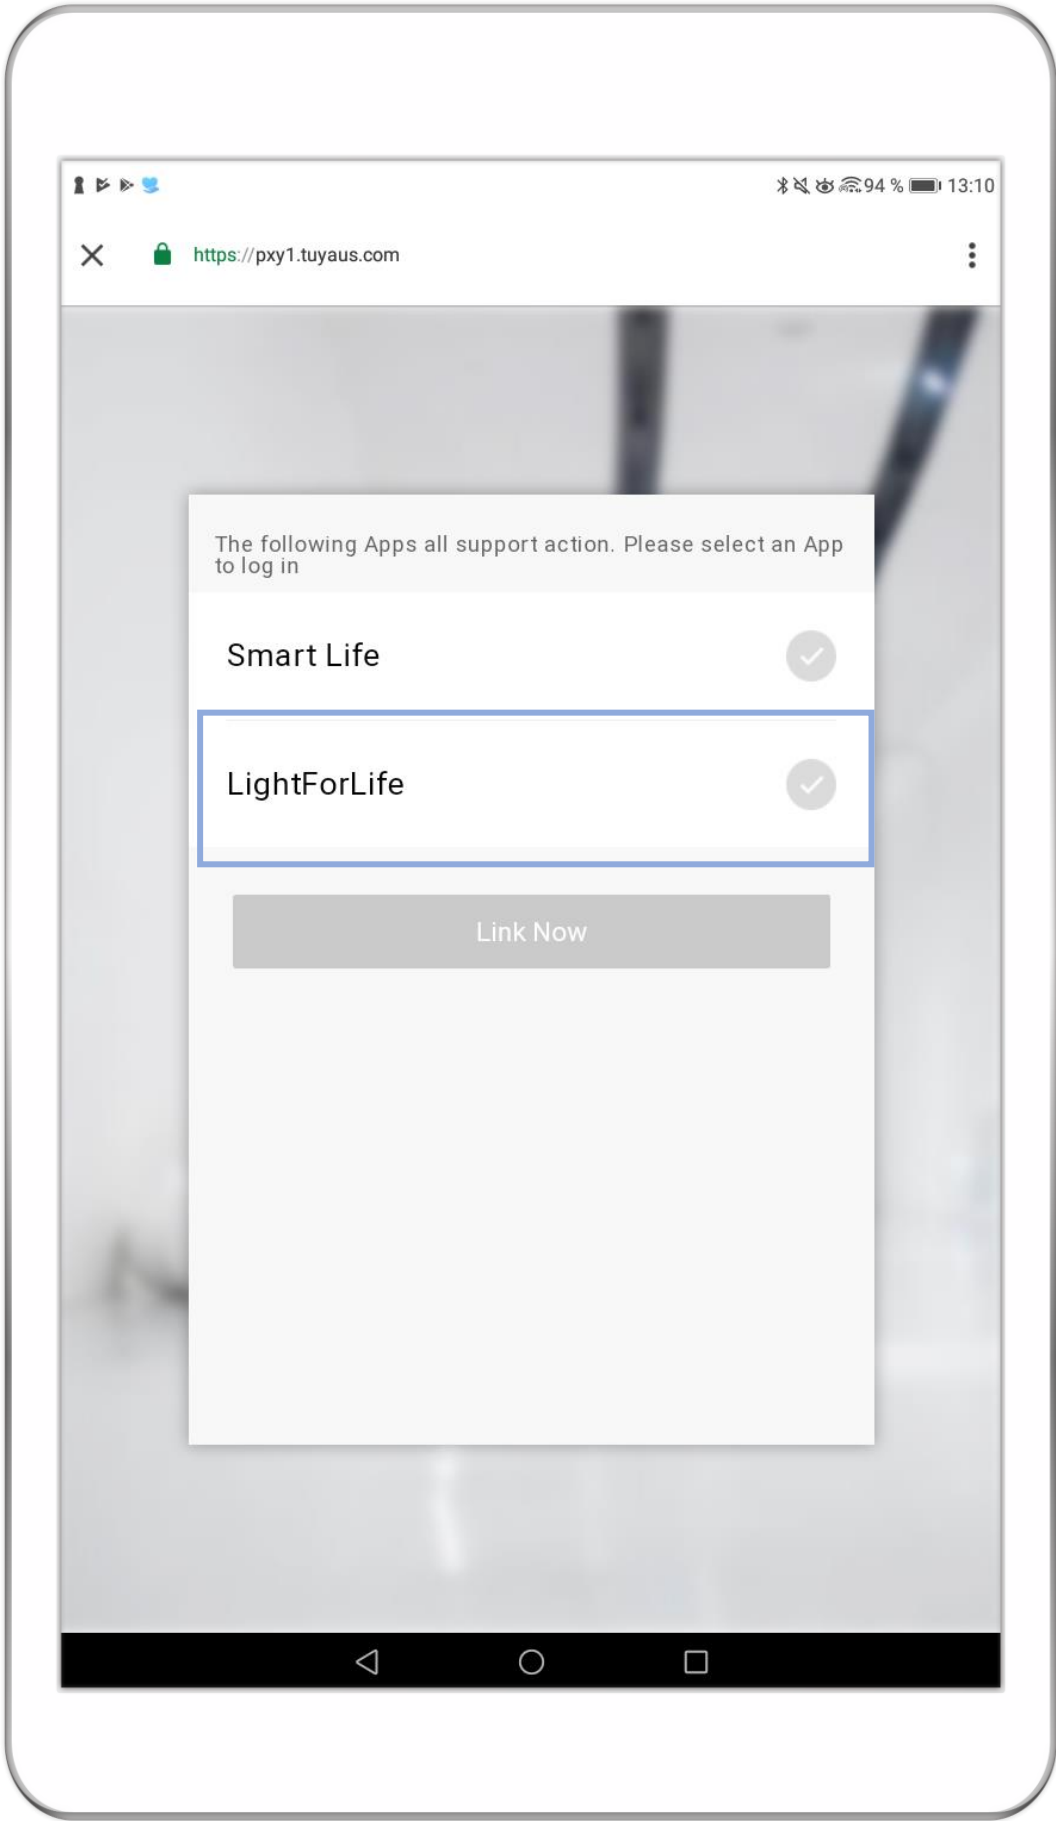 94 % 13:10
https://pxy1.tuyaus.com
The following Apps all support action. Please select an App
to log in
Smart Life
LightForLife
Link Now